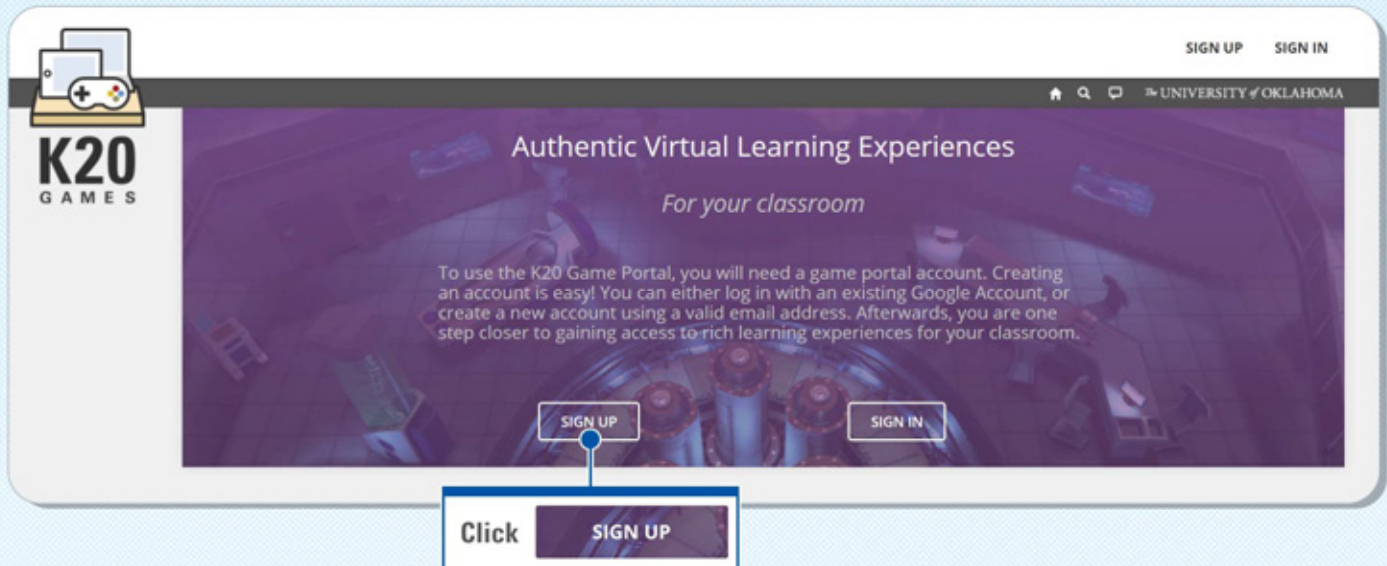 SIGN UP SIGN IN
The UNIVERSITY of OKLAHOMA
K20
GAMES
Authentic Virtual Learning Experiences
For your classroom
To use the K20 Game Portal, you will need a game portal account. Creating
an account is easy! You can either log in with an existing Google Account, or
create a new account using a valid email address. Afterwards, you are one
step closer to gaining access to rich learning experiences for your classroom.
SIGN UP SIGN IN
Click SIGN UP